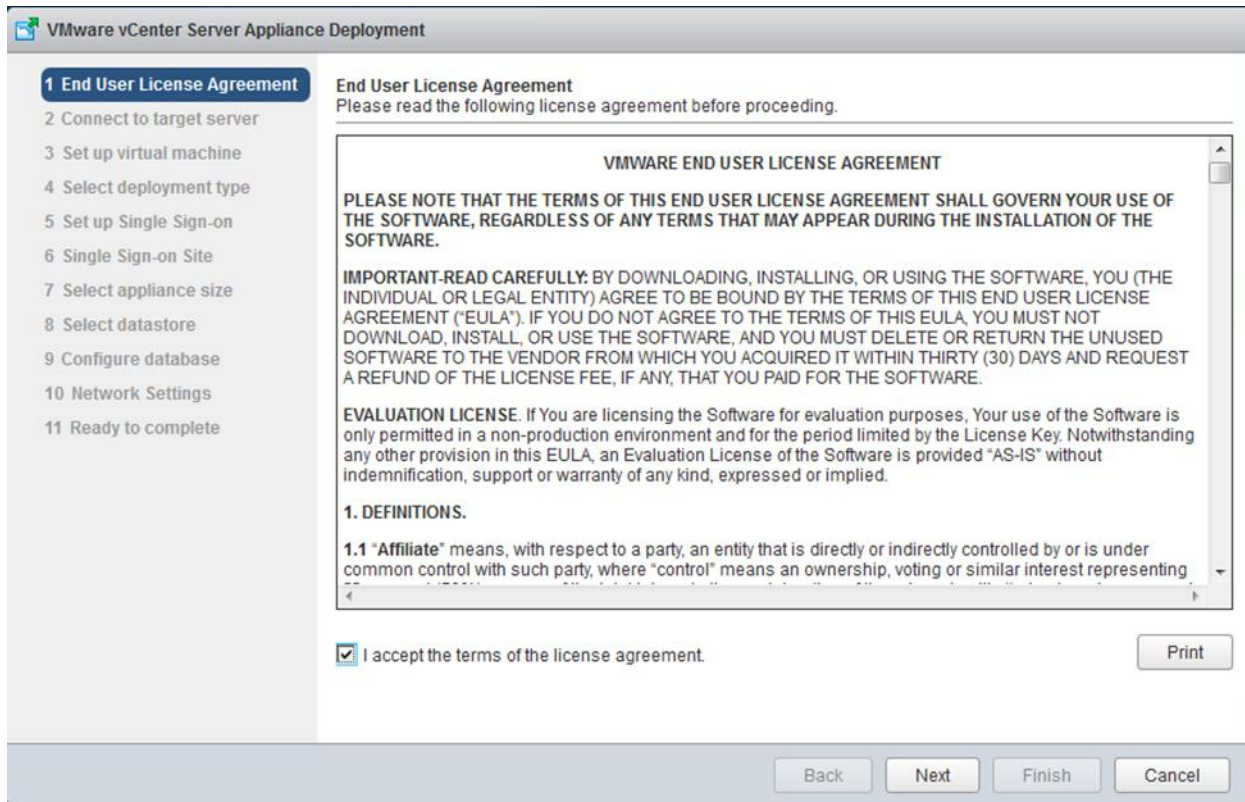 VMware vCenter Server Appliance Deployment
1 End User License Agreement
2 Connect to target server
3 Set up virtual machine
4 Select deployment type
5 Set up Single Sign-on
6 Single Sign-on Site
7 Select appliance size
8 Select datastore
9 Configure database
10 Network Settings
11 Ready to complete
End User License Agreement
Please read the following license agreement before proceeding.
VMWARE END USER LICENSE AGREEMENT
PLEASE NOTE THAT THE TERMS OF THIS END USER LICENSE AGREEMENT SHALL GOVERN YOUR USE OF
THE SOFTWARE, REGARDLESS OF ANY TERMS THAT MAY APPEAR DURING THE INSTALLATION OF THE
SOFTWARE.
IMPORTANT-READ CAREFULLY: BY DOWNLOADING, INSTALLING, OR USING THE SOFTWARE, YOU (THE
INDIVIDUAL OR LEGAL ENTITY) AGREE TO BE BOUND BY THE TERMS OF THIS END USER LICENSE
AGREEMENT (“EULA”). IF YOU DO NOT AGREE TO THE TERMS OF THIS EULA, YOU MUST NOT
DOWNLOAD, INSTALL, OR USE THE SOFTWARE, AND YOU MUST DELETE OR RETURN THE UNUSED
SOFTWARE TO THE VENDOR FROM WHICH YOU ACQUIRED IT WITHIN THIRTY (30) DAYS AND REQUEST
A REFUND OF THE LICENSE FEE, IF ANY, THAT YOU PAID FOR THE SOFTWARE.
EVALUATION LICENSE. If You are licensing the Software for evaluation purposes, Your use of the Software is
only permitted in a non-production environment and for the period limited by the License Key. Notwithstanding
any other provision in this EULA, an Evaluation License of the Software is provided “AS-IS” without
indemnification, support or warranty of any kind, expressed or implied.
1. DEFINITIONS.
1.1 “Affiliate” means, with respect to a party, an entity that is directly or indirectly controlled by or is under
common control with such party, where “control” means an ownership, voting or similar interest representing
I accept the terms of the license agreement.
Print
Back
Next
Finish
Cancel